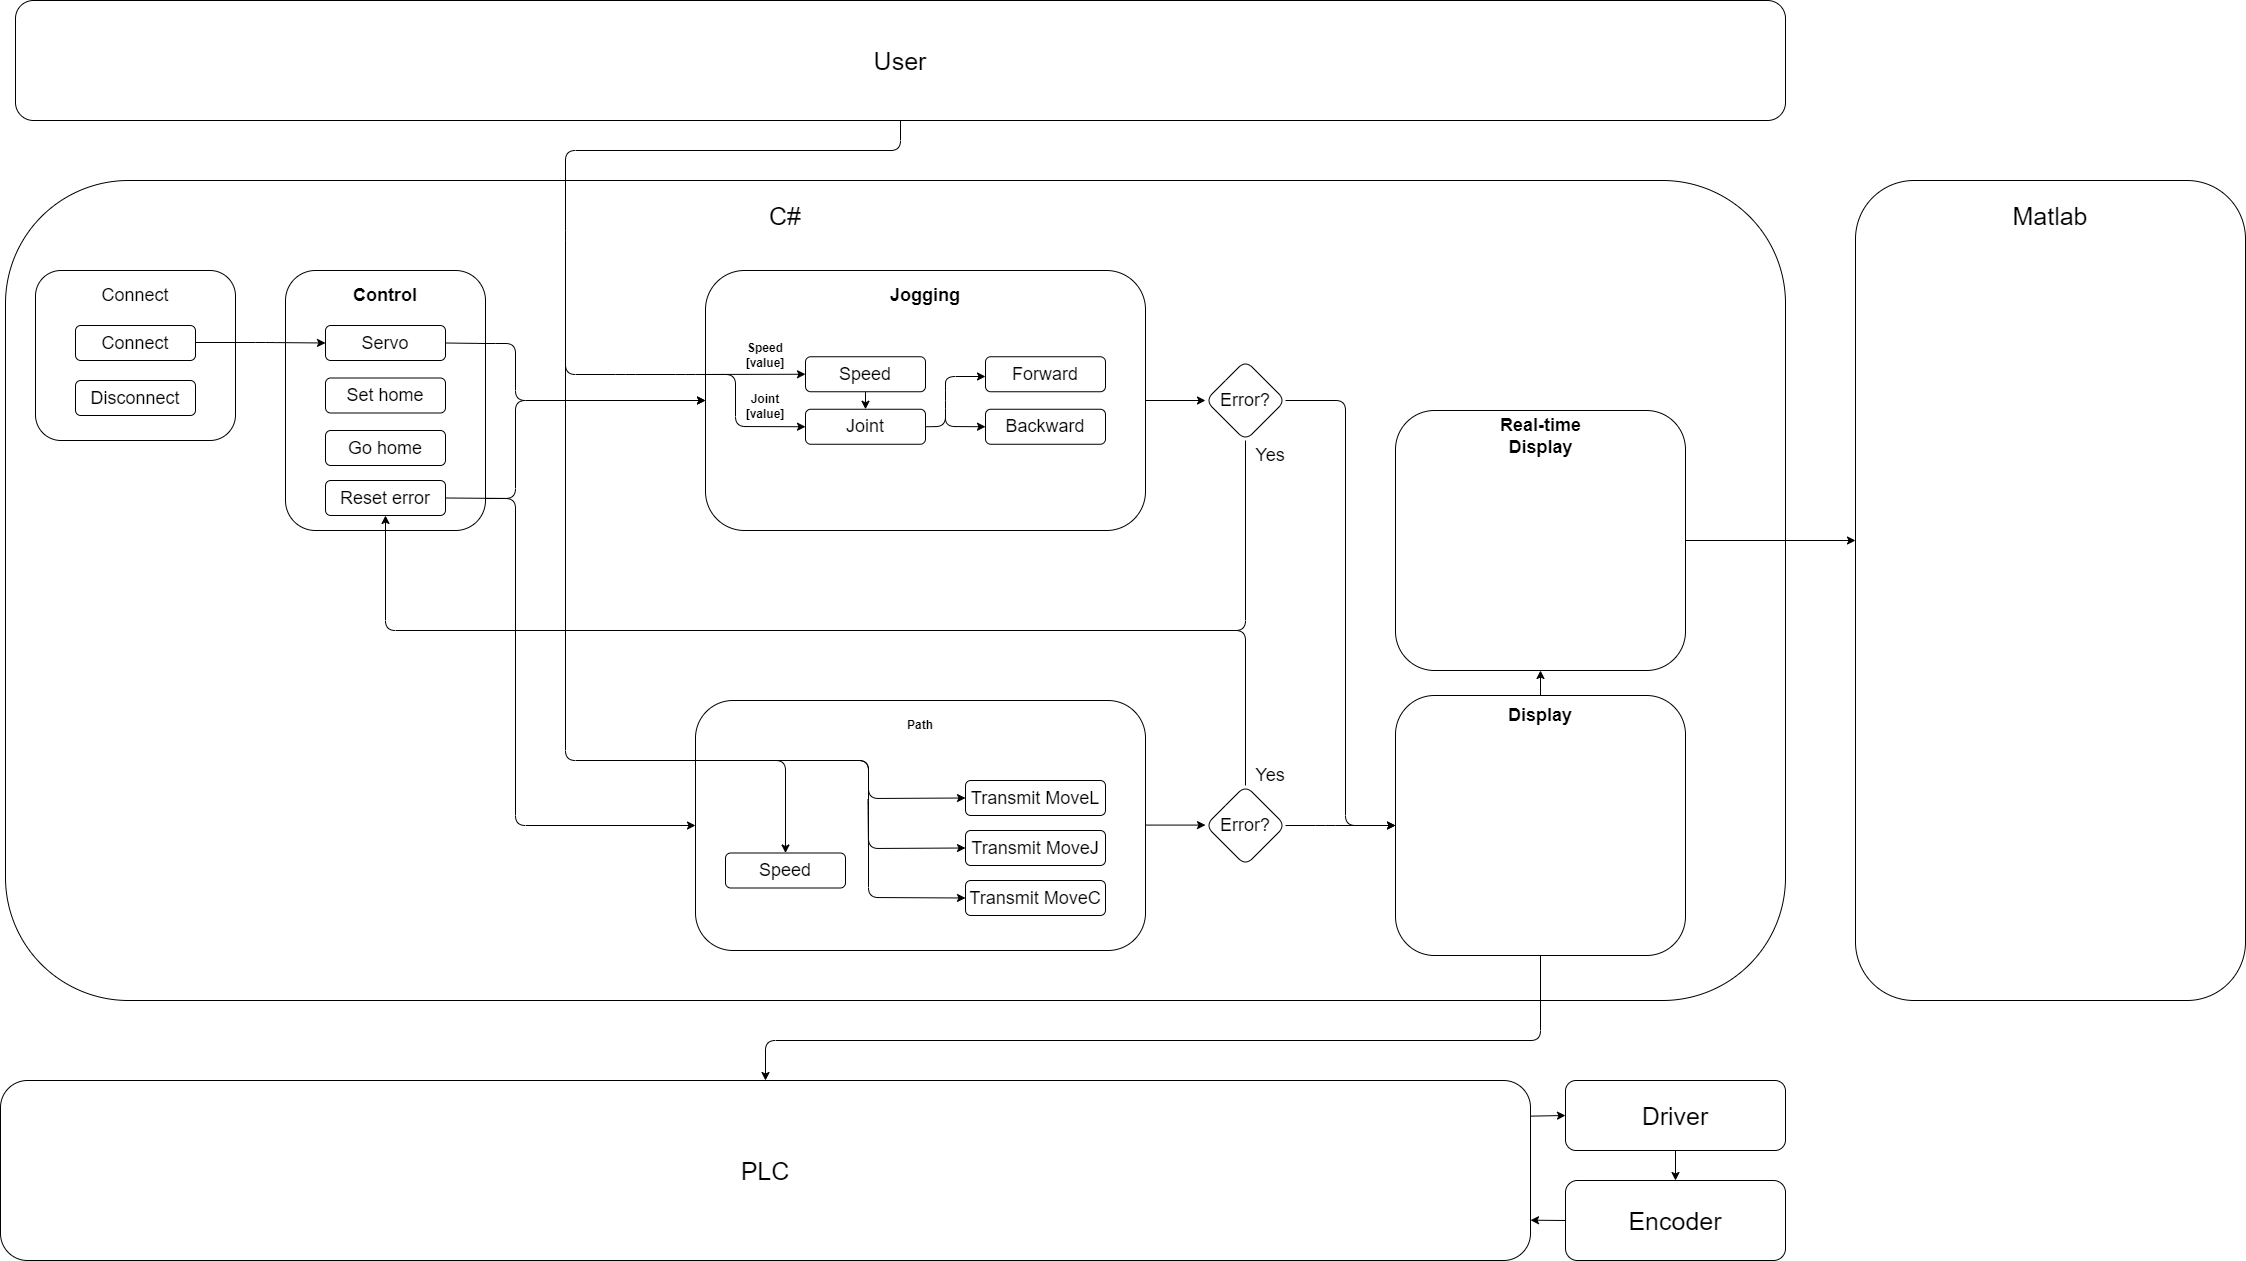 User
C#
Matlab
Connect
Connect
Disconnect
Control
Servo
Set home
Go home
Reset error
Jogging
Speed
[value]
Joint
[value]
Speed
Joint
Forward
Backward
Error?
Yes
Real-time
Display
Path
Speed
Transmit MoveL
Transmit MoveJ
Transmit MoveC
Yes
Error?
Display
PLC
Driver
Encoder